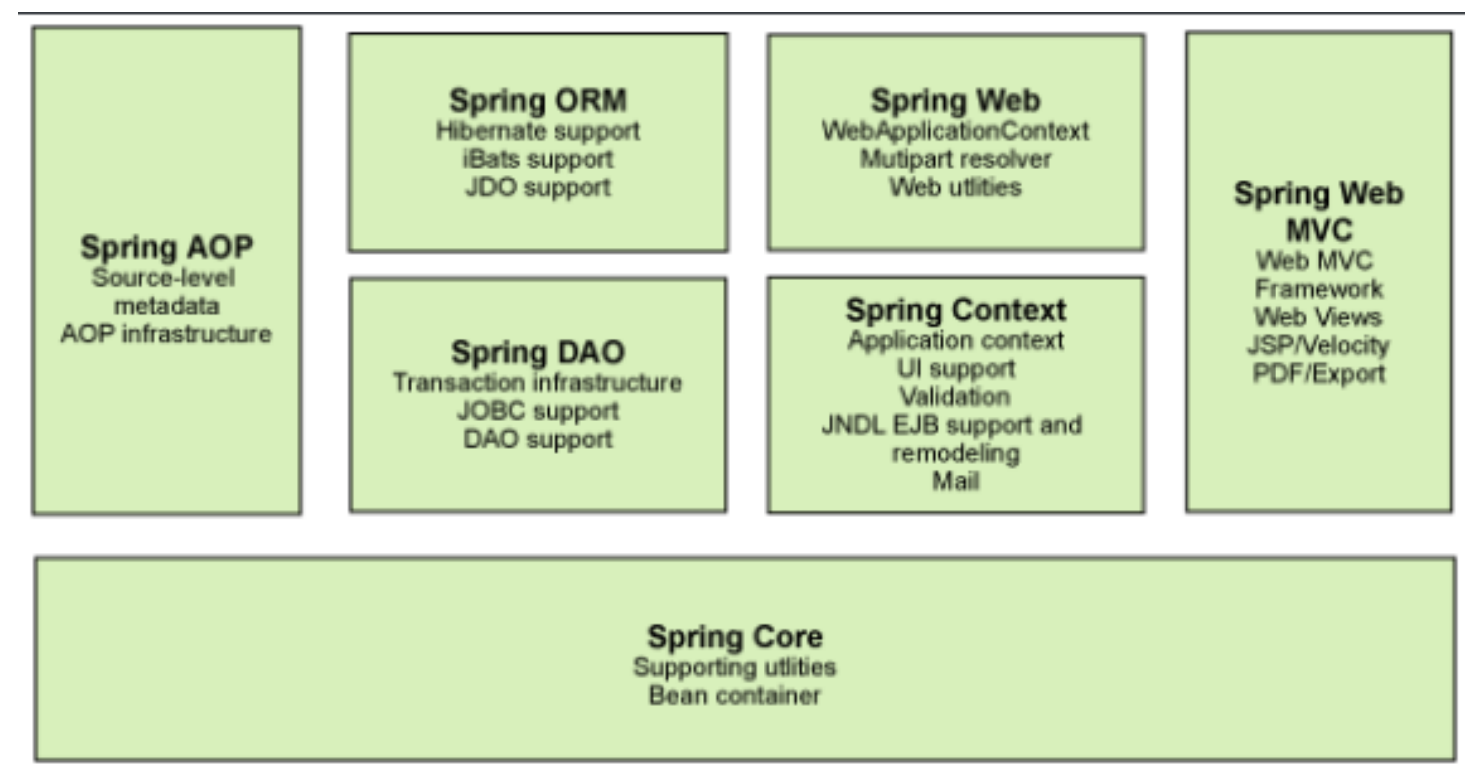 Spring AOP
Source-level
metadata
AOP infrastructure
Spring ORM
Hibernate support
iBats support
JDO support
Spring DAO
Transaction infrastructure
JOBC support
DAO support
Spring Web
WebApplicationContext
Mutipart resolver
Web utlities
Spring Context
Application context
UI support
Validation
JNDL EJB support and
remodeling
Mail
Spring Web
MVC
Web MVC
Framework
Web Views
JSP/Velocity
PDF/Export
Spring Core
Supporting utlities
Bean container